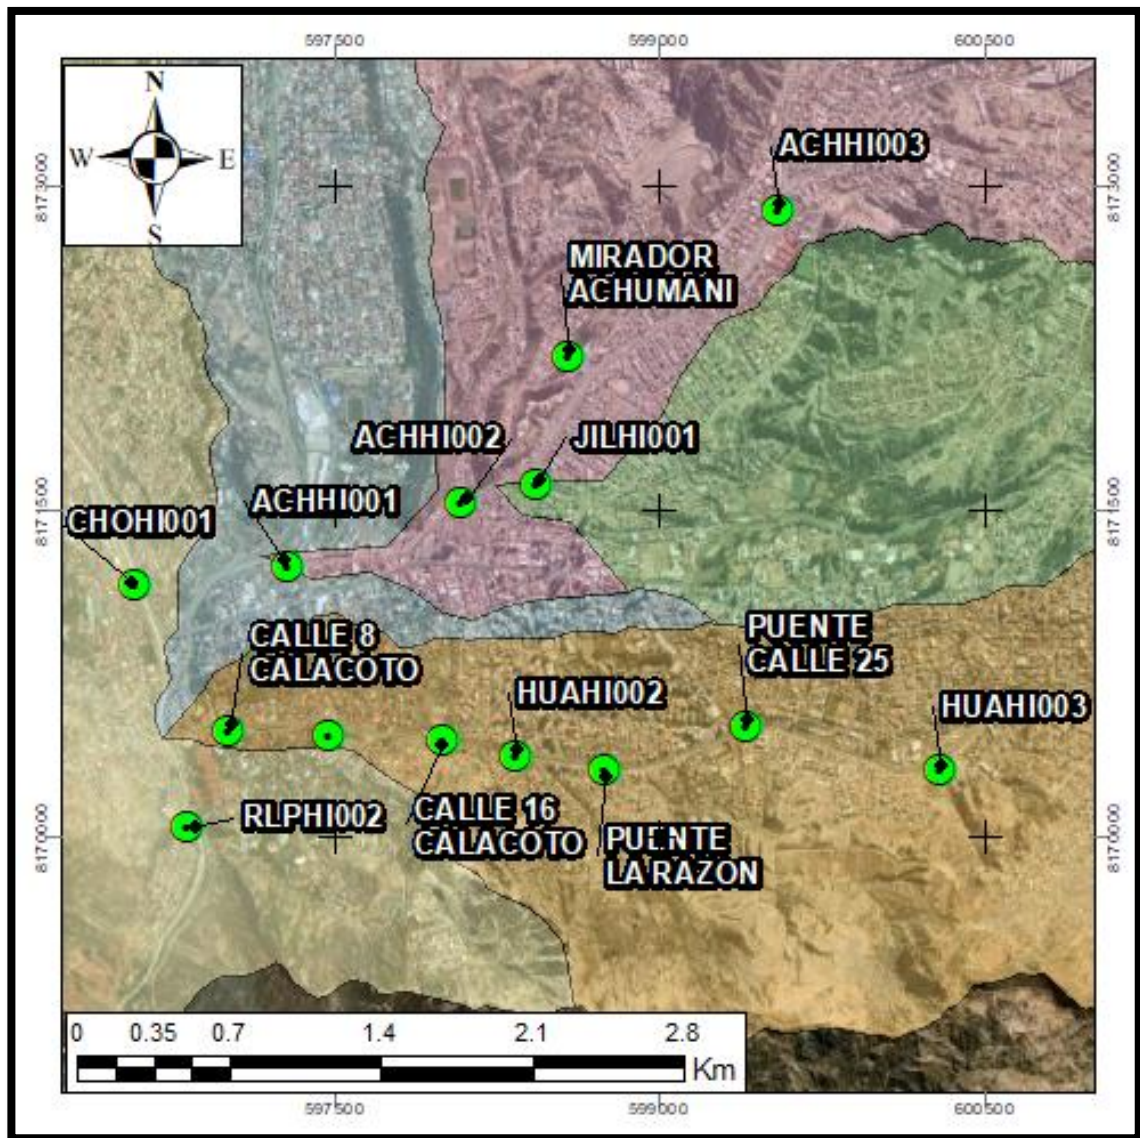 597500 599000 600500
N
W E
S
8173000 8173000
ACHHI003
MIRADOR
ACHUMANI
ACHHI002
JILHI001
ACHHI001
CHOHI001
8171500 8171500
CALLE 8
CALACOTO
PUENTE
CALLE 25
HUAHI002
HUAHI003
RLPHI002
CALLE 16
CALACOTO
PUENTE
LA RAZON
8170000 8170000
0 0.35 0.7 1.4 2.1 2.8
Km
597500 599000 600500